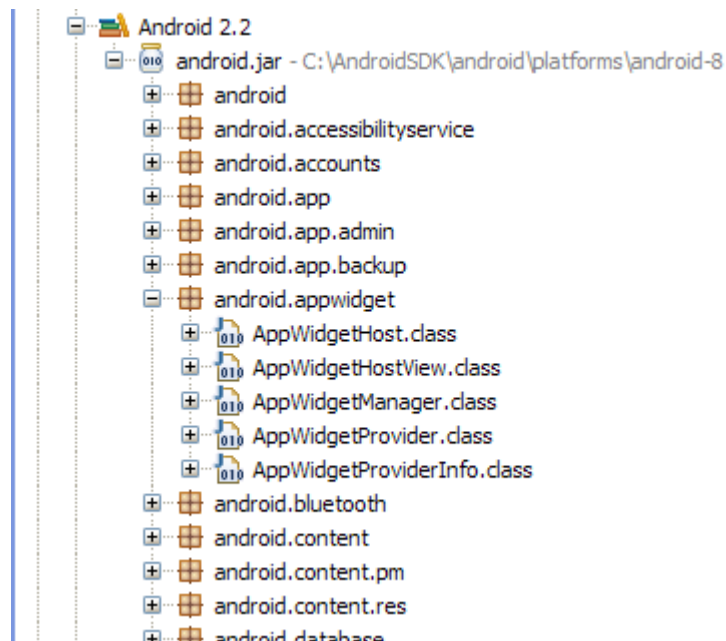 Android 2.2
android.jar - C:\AndroidSDK\android\platforms\android-8
android
android.accessibilityservice
android.accounts
android.app
android.app.admin
android.app.backup
android.appwidget
AppWidgetHost.class
AppWidgetHostView.class
AppWidgetManager.class
AppWidgetProvider.class
AppWidgetProviderInfo.class
android.bluetooth
android.content
android.content.pm
android.content.res
android.database